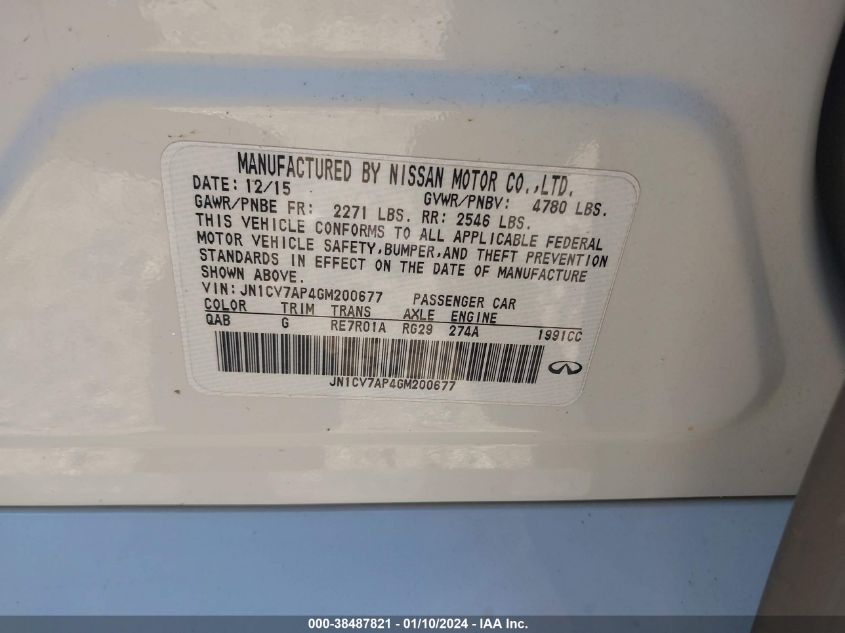 MANUFACTURED BY NISSAN MOTOR CO.,LTD.
DATE: 12/15 GVWR/PNBV: 4780 LBS.
GAWR/PNBE FR: 2271 LBS. RR: 2546 LBS.
THIS VEHICLE CONFORMS TO ALL APPLICABLE FEDERAL
MOTOR VEHICLE SAFETY,BUMPER,AND THEFT PREVENTION
STANDARDS IN EFFECT ON THE DATE OF MANUFACTURE
SHOWN ABOVE.
VIN: JN1CV7AP4GM200677 PASSENGER CAR
COLOR TRIM TRANS AXLE ENGINE
QAB G RE7R01A RG29 274A 1991CC
JN1CV7AP4GM200677
000-38487821 - 01/10/2024 - IAA Inc.